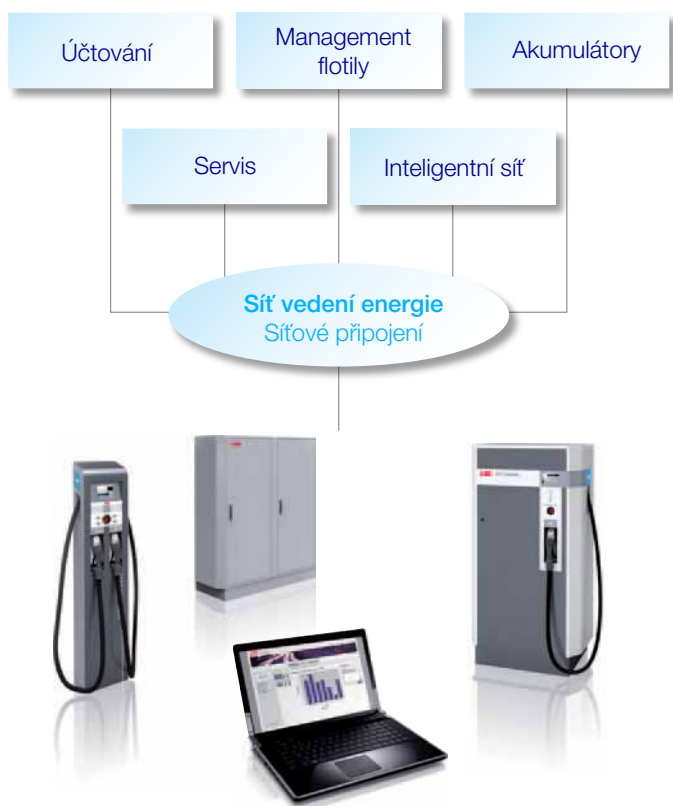 Účtování
Management
flotily
Akumulátory
Servis
Inteligentní síť
Síť vedení energie
Síťové připojení